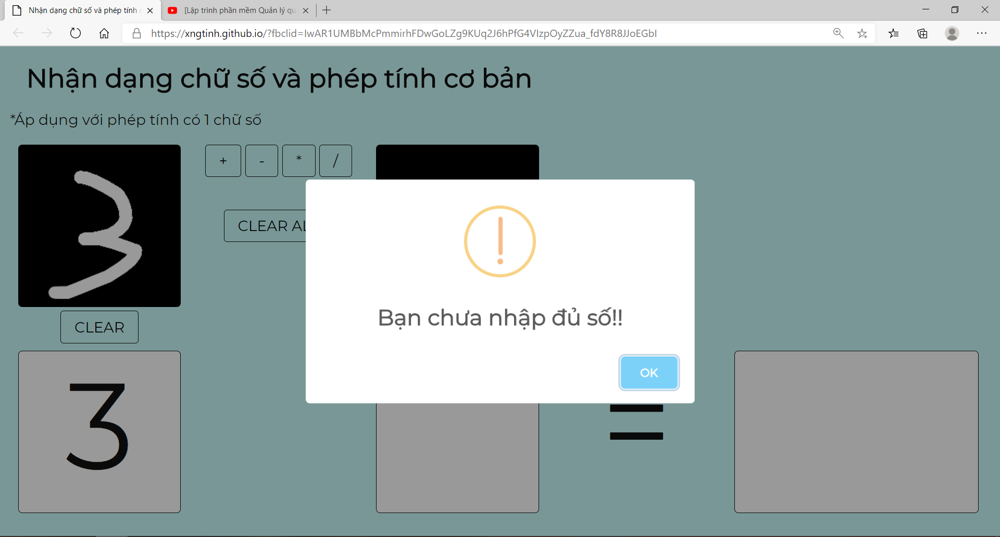 Nhận dạng chữ số và phép tính
[Lập trình phần mềm Quản lý qu
https://xngtinh.github.io/?fbclid=IwAR1UMBbMcPmmirhFDwGoLZg9KUq2J6hPfG4VIzpOyZZua_fdY8R8JJoEGbI
Nhận dạng chữ số và phép tính cơ bản
*Áp dụng với phép tính có 1 chữ số
3
+ - * /
CLEAR AL
Bạn chưa nhập đủ số!!
OK
CLEAR
3
=